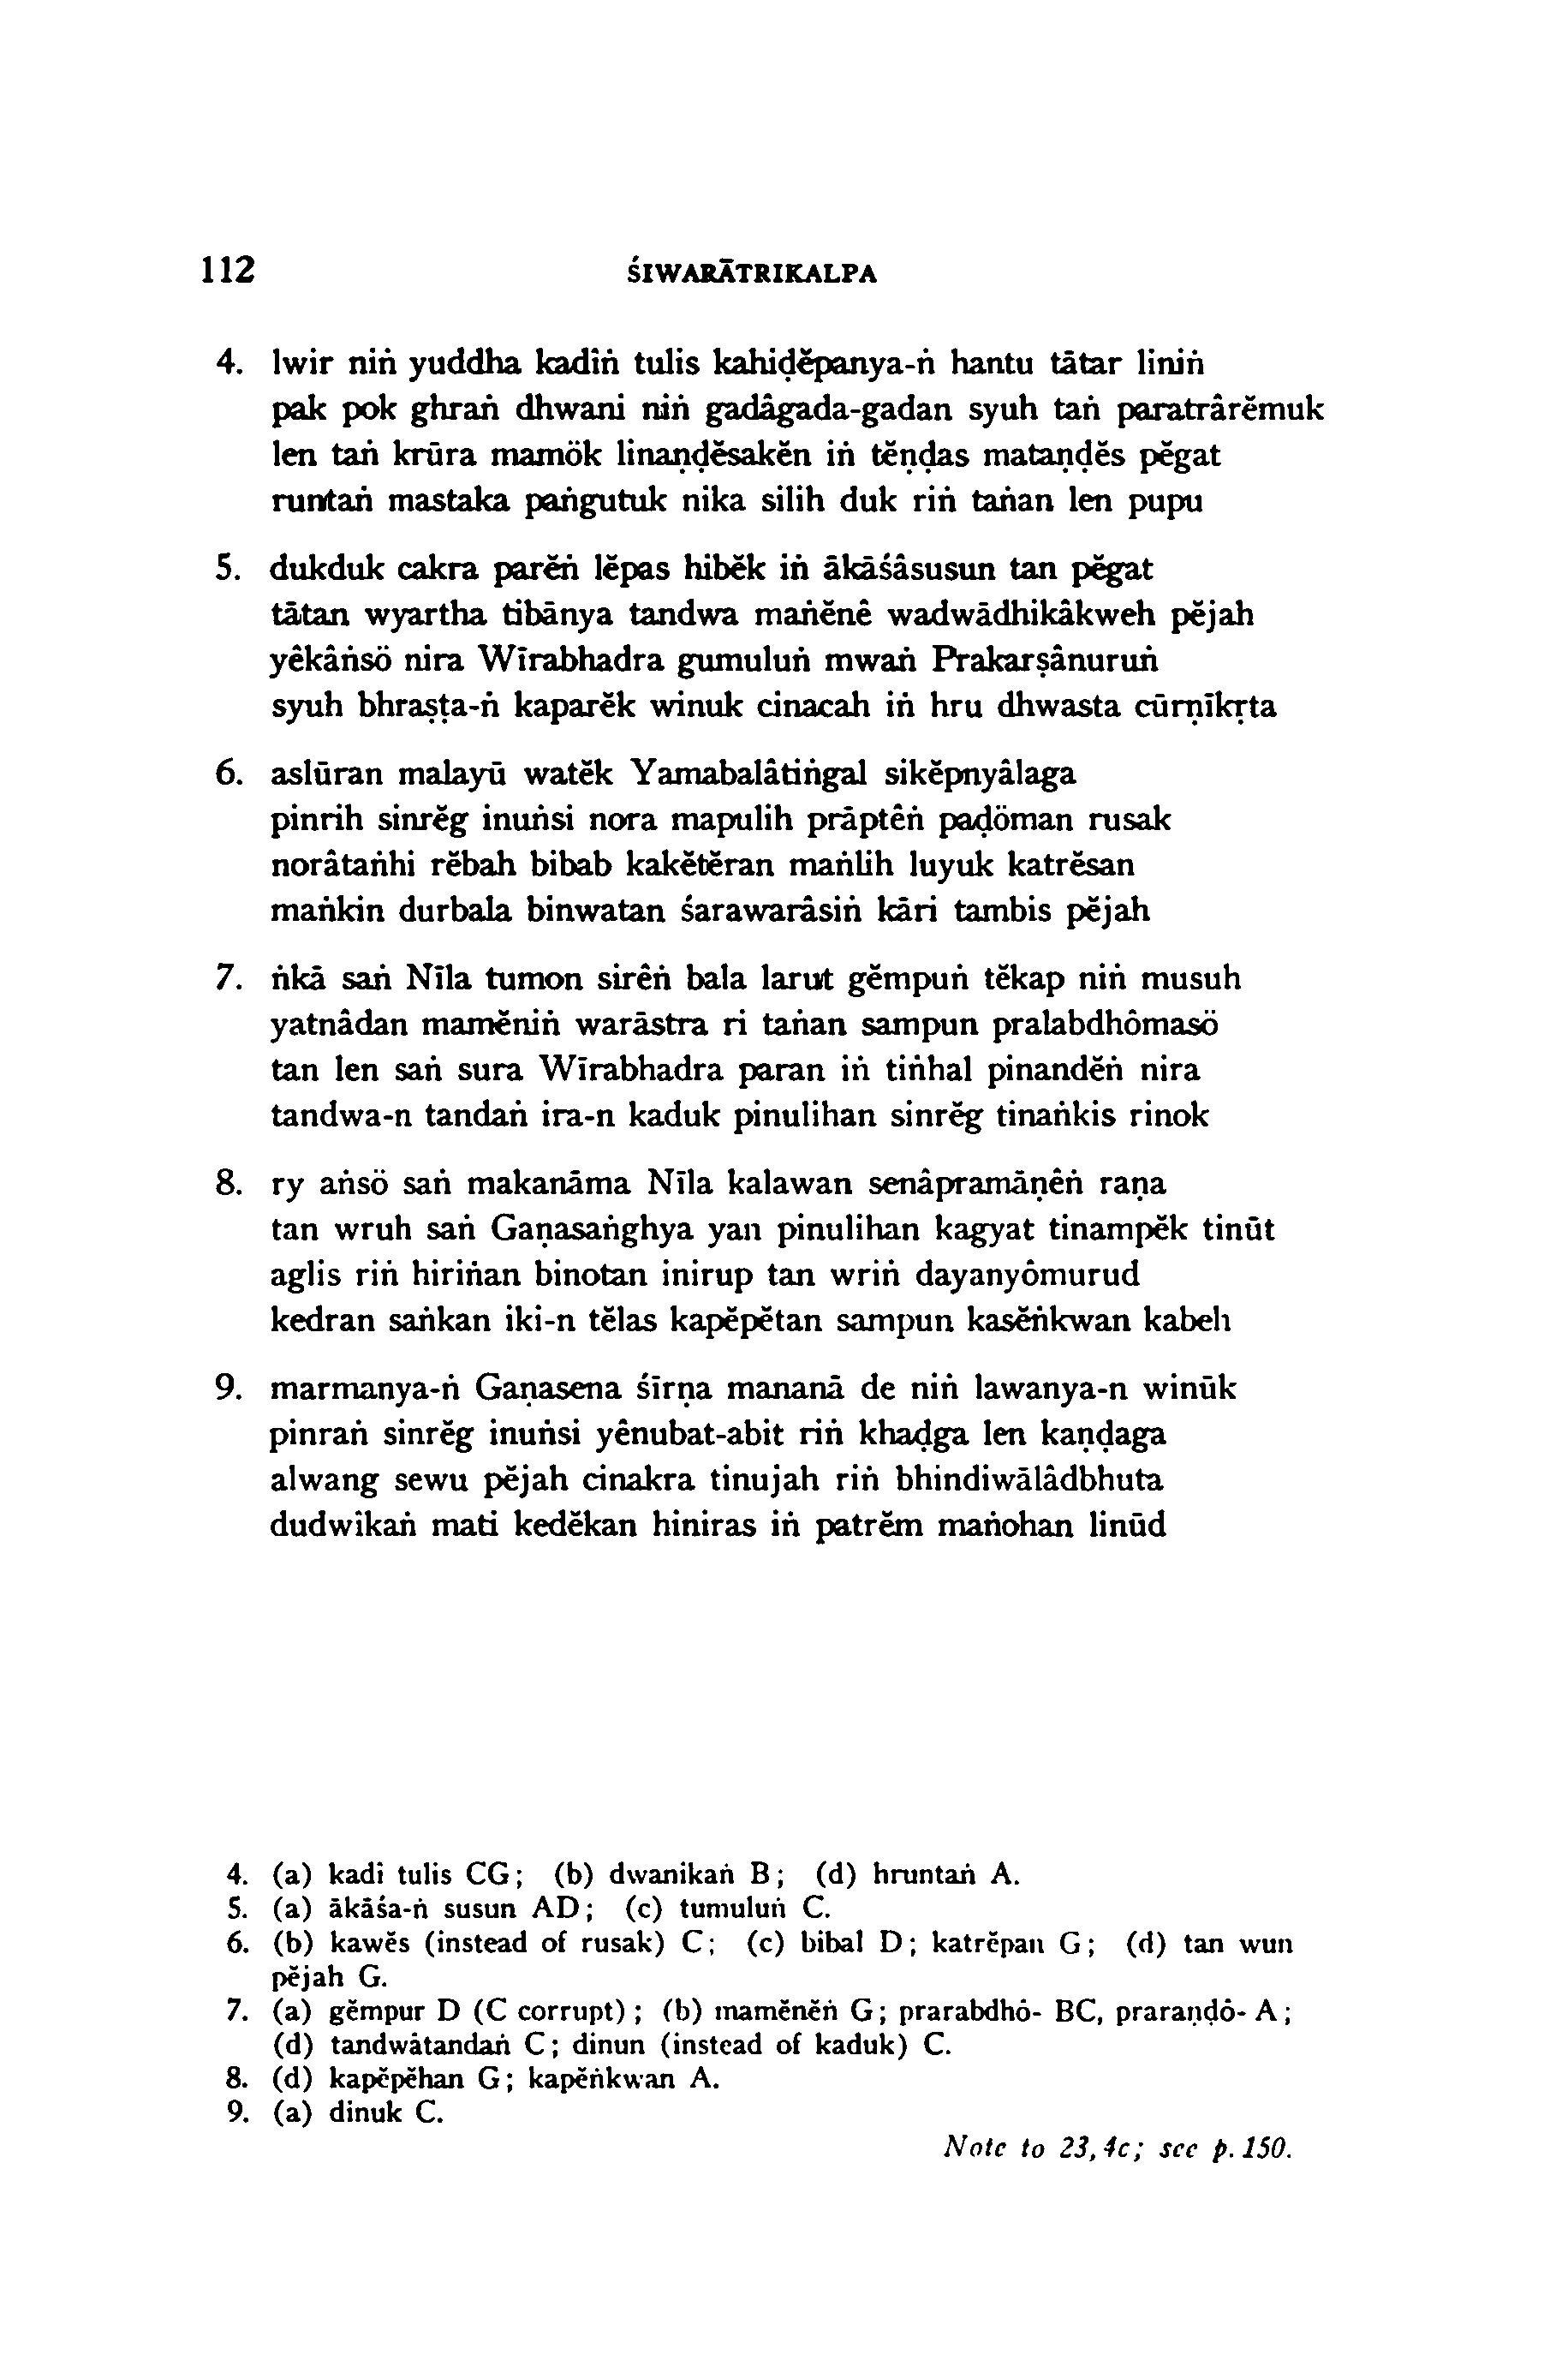 112 ŚIWARĀTRIKALPA
4. lwir niṅ yuddha kadîṅ tulis kahiḍĕpanya-ṅ hantu tātar liniṅ
pak pok ghraṅ dhwani niṅ gadâgada-gadan syuh taṅ paratrârĕmuk
len taṅ krūra mamök linaṇḍĕsakĕn iṅ tĕṇḍas mataṇḍĕs pĕgat
runtaṅ mastaka paṅgutuk nika silih duk riṅ taṅan len pupu
5. dukduk cakra parĕṅ lĕpas hibĕk iṅ ākāśâsusun tan pĕgat
tātan wyartha tibānya tandwa maṅĕnê wadwādhikâkweh pĕjah
yêkâṅsö nira Wīrabhadra gumuluṅ mwaṅ Prakarṣânuruṅ
syuh bhraṣṭa-ṅ kaparĕk winuk cinacah iṅ hru dhwasta cūrṇīkṛta
6. aslūran malayū watĕk Yamabalâtiṅgal sikĕpnyâlaga
pinrih sinrĕg inuṅsi nora mapulih prāptêṅ paḍöman rusak
norâtaṅhi rĕbah bibab kakĕtĕran maṅlih luyuk katrĕsan
maṅkin durbala binwatan śarawarâsiṅ kāri tambis pĕjah
7. ṅkā saṅ Nīla tumon sirêṅ bala larut gĕmpuṅ tĕkap niṅ musuh
yatnâdan mamĕniṅ warāstra ri taṅan sampun pralabdhômasö
tan len saṅ sura Wīrabhadra paran iṅ tiṅhal pinandĕṅ nira
tandwa-n tandaṅ ira-n kaduk pinulihan sinrĕg tinaṅkis rinok
8. ry aṅsö saṅ makanāma Nīla kalawan senâpramāṇêṅ raṇa
tan wruh saṅ Gaṇasaṅghya yan pinulihan kagyat tinampĕk tinūt
aglis riṅ hiriṅan binotan inirup tan wriṅ dayanyômurud
kedran saṅkan iki-n tĕlas kapĕpĕtan sampun kasĕṅkwan kabeh
9. marmanya-ṅ Gaṇasena śīrṇa mananā de niṅ lawanya-n winūk
pinraṅ sinrĕg inuṅsi yênubat-abit riṅ khaḍga len kaṇḍaga
alwang sewu pĕjah cinakra tinujah riṅ bhindiwālâdbhuta
dudwîkaṅ mati kedĕkan hiniras iṅ patrĕm maṅohan linūd
4. (a) kadi tulis CG; (b) dwanikaṅ B; (d) hruntaṅ A.
5. (a) ākāśa-ṅ susun AD; (c) tumuluṅ C.
6. (b) kawĕs (instead of rusak) C; (c) bibal D; katrĕpan G; (d) tan wun
pĕjah G.
7. (a) gĕmpur D (C corrupt); (b) mamĕnĕṅ G; prarabdhô- BC, praraṇḍô- A;
(d) tandwâtandaṅ C; dinun (instead of kaduk) C.
8. (d) kapĕpĕhan G; kapĕṅkwan A.
9. (a) dinuk C.
Note to 23, 4c; see p. 150.